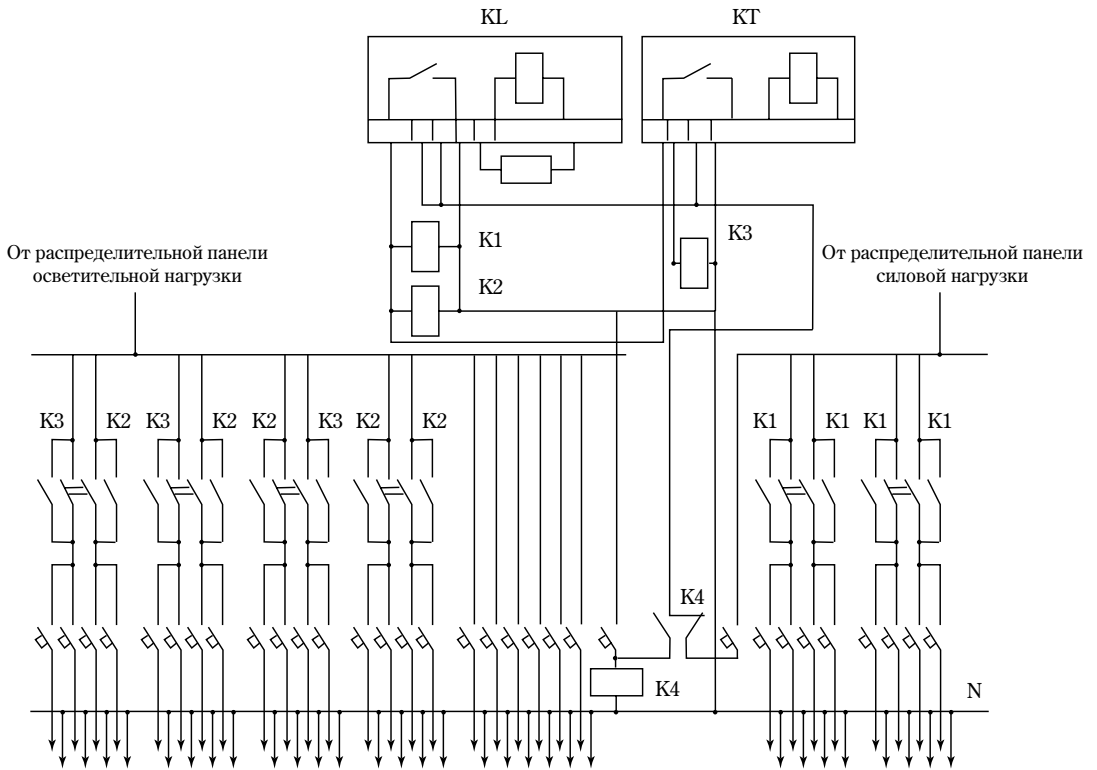 KL
KT
K1
K3
От распределительной панели
осветительной нагрузки
От распределительной панели
силовой нагрузки
K2
K3
K2
K3
K2
K2
K3
K2
K2
K1
K1
K1
K1
K4
K4
N